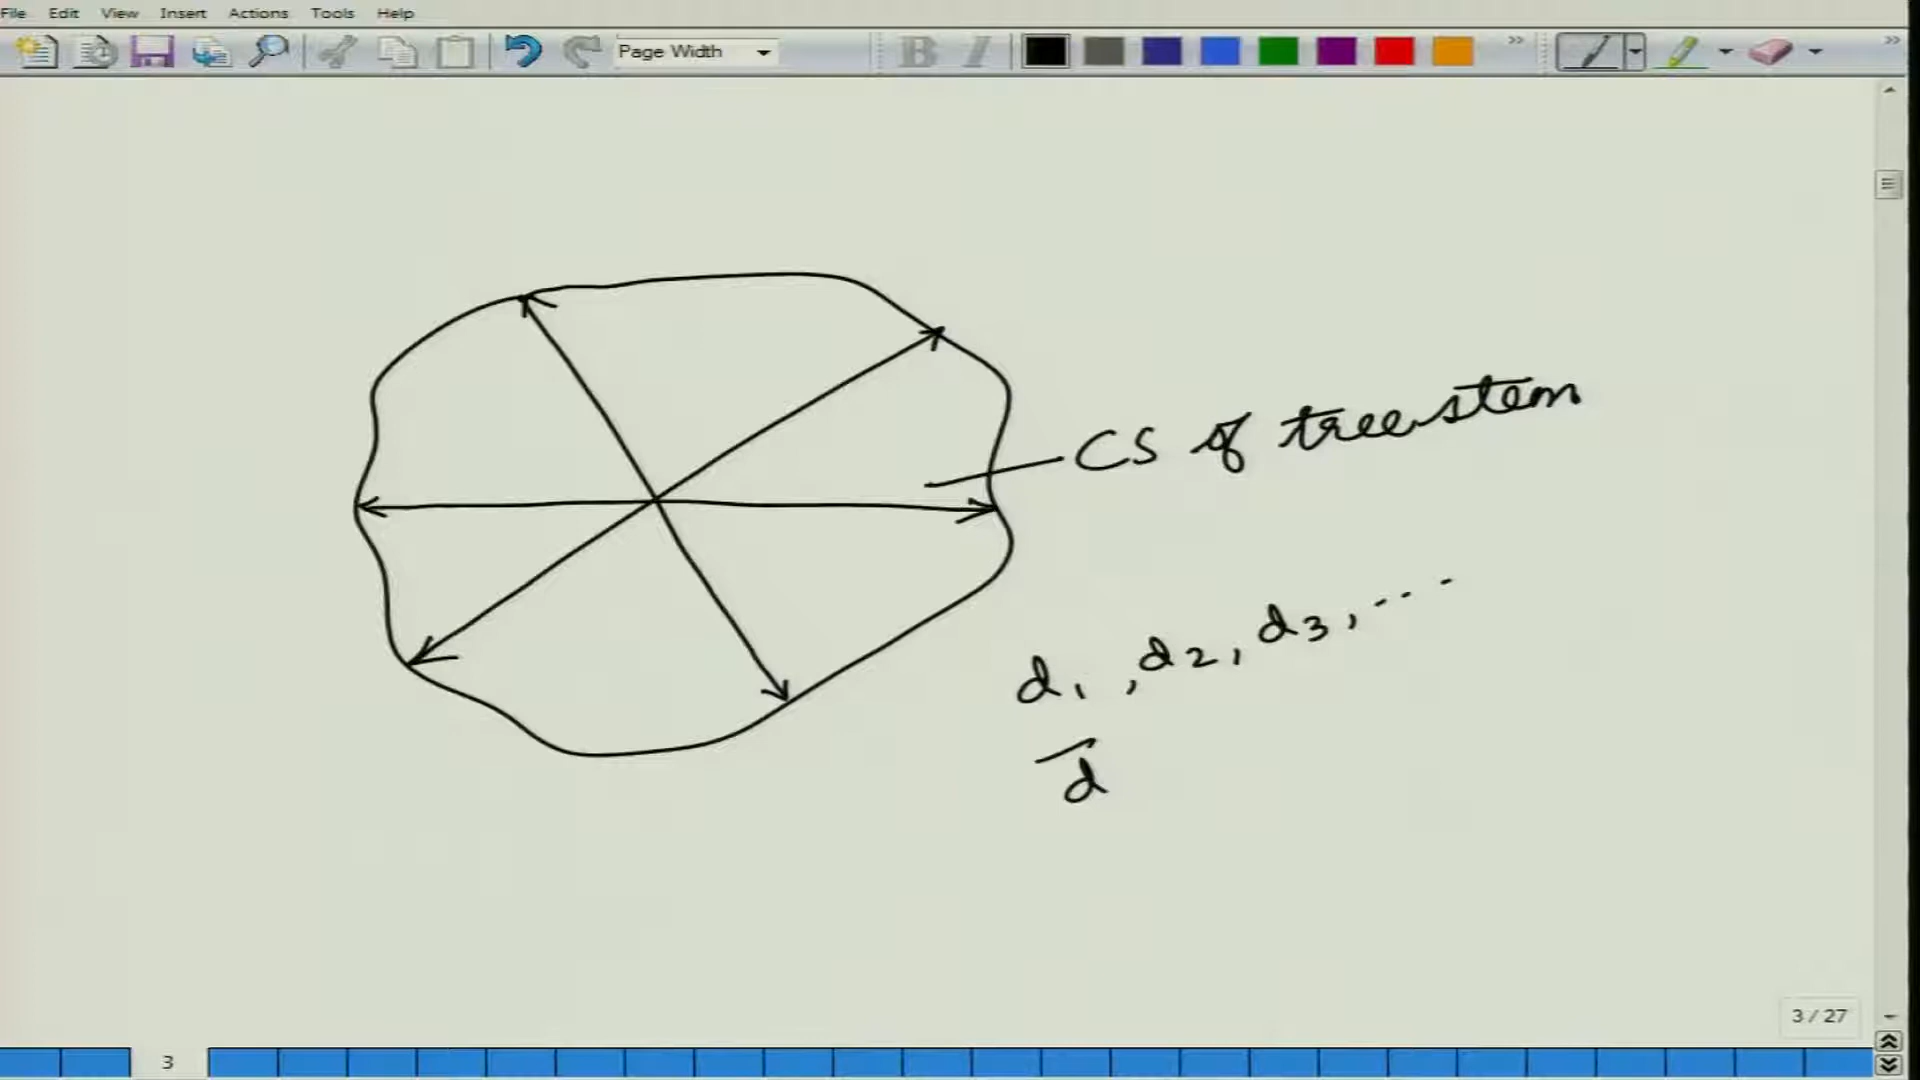 File Edit View Insert Actions Tools Help
Page Width
B I
CS of tree stem
d1, d2, d3, ...
d̅
3 / 27
3